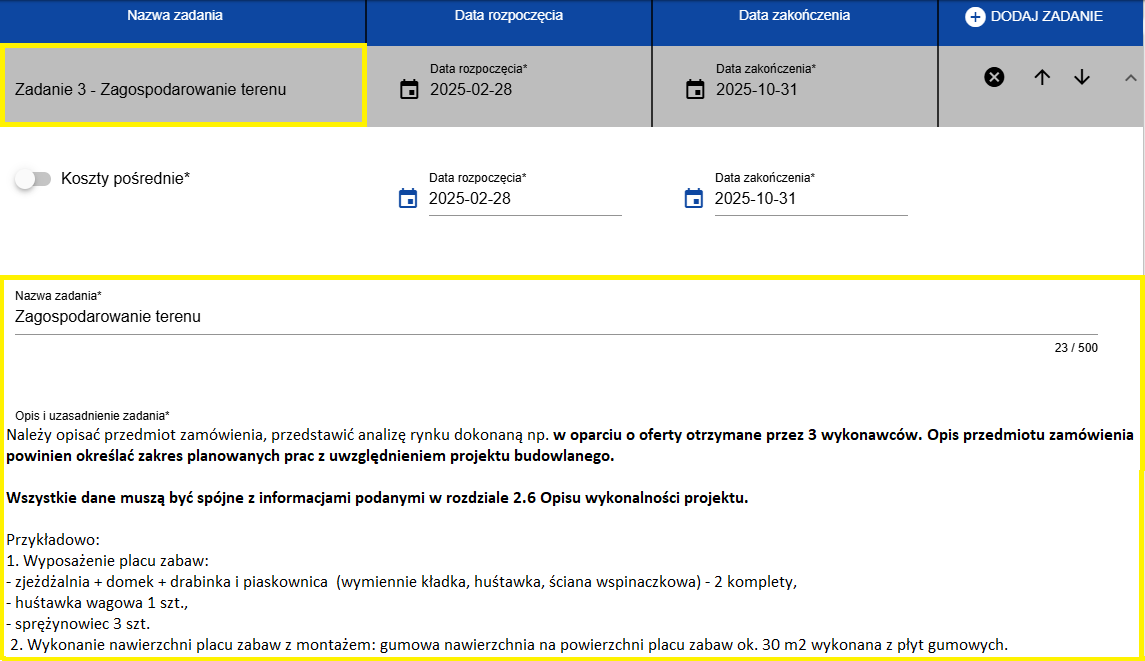 Nazwa zadania
Data rozpoczęcia
Data zakończenia
DODAJ ZADANIE
Zadanie 3 - Zagospodarowanie terenu
Data rozpoczęcia*
2025-02-28
Data zakończenia*
2025-10-31
Koszty pośrednie*
Data rozpoczęcia*
2025-02-28
Data zakończenia*
2025-10-31
Nazwa zadania*
Zagospodarowanie terenu
23 / 500
Opis i uzasadnienie zadania*
Należy opisać przedmiot zamówienia, przedstawić analizę rynku dokonaną np. w oparciu o oferty otrzymane przez 3 wykonawców. Opis przedmiotu zamówienia
powinien określać zakres planowanych prac z uwzględnieniem projektu budowlanego.
Wszystkie dane muszą być spójne z informacjami podanymi w rozdziale 2.6 Opisu wykonalności projektu.
Przykładowo:
1. Wyposażenie placu zabaw:
- zjeżdżalnia + domek + drabinka i piaskownica  (wymiennie kładka, huśtawka, ściana wspinaczkowa) - 2 komplety,
- huśtawka wagowa 1 szt.,
- sprężynowiec 3 szt.
2. Wykonanie nawierzchni placu zabaw z montażem: gumowa nawierzchnia na powierzchni placu zabaw ok. 30 m2 wykonana z płyt gumowych.